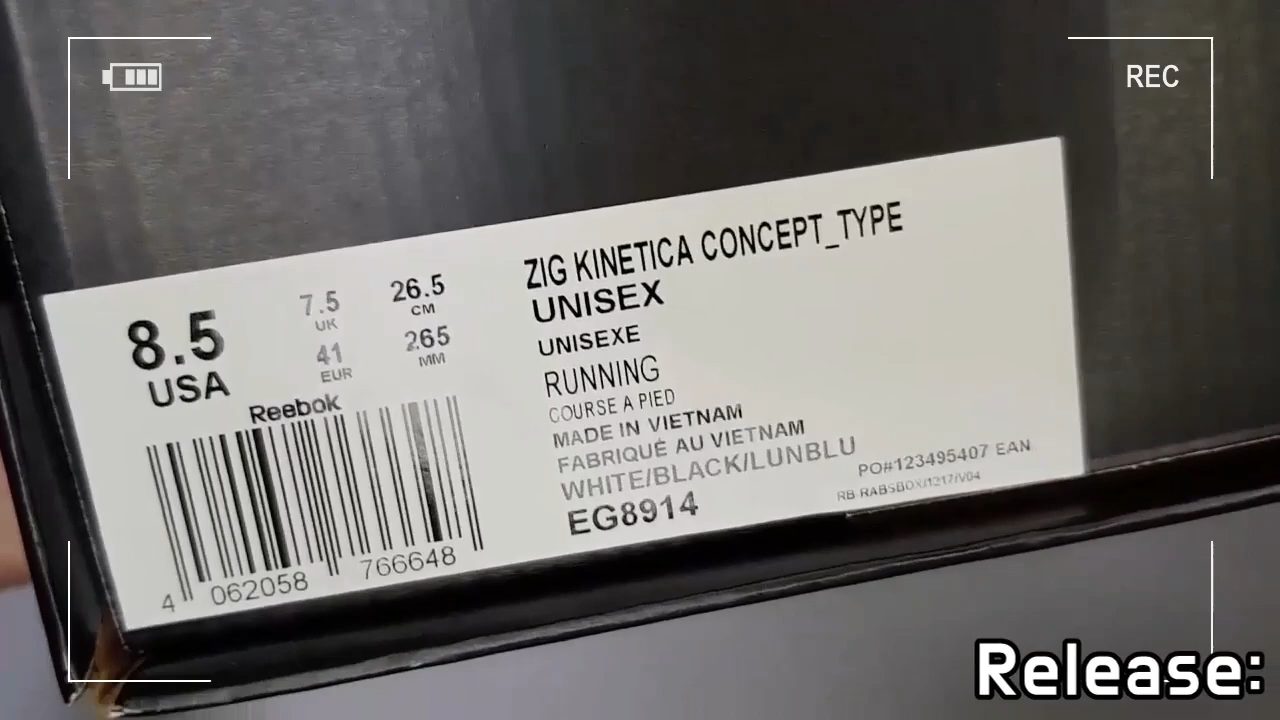 REC
ZIG KINETICA CONCEPT_TYPE
UNISEX
UNISEXE
RUNNING
COURSE A PIED
MADE IN VIETNAM
FABRIQUÉ AU VIETNAM
WHITE/BLACK/LUNBLU
EG8914
PO#123495407 EAN
RB RABSBOX/1217/V04
8.5
USA
7.5
UK
41
EUR
26.5
CM
265
MM
Reebok
4 062058 766648
Release: